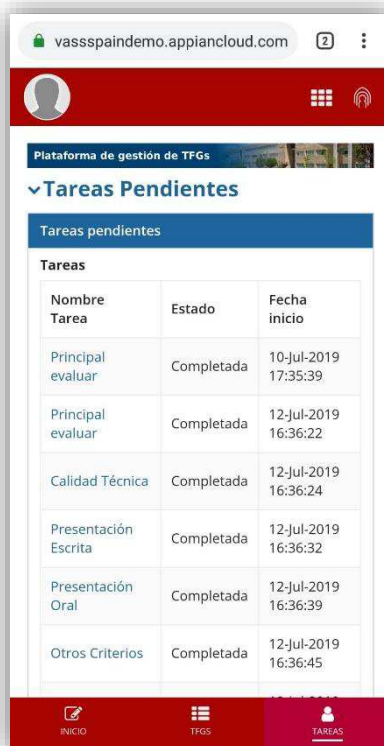 vassspaindemo.appiancloud.com 2
Plataforma de gestión de TFGs
Tareas Pendientes
Tareas pendientes
Tareas
Nombre Tarea Estado Fecha inicio
Principal evaluar Completada 10-Jul-2019 17:35:39
Principal evaluar Completada 12-Jul-2019 16:36:22
Calidad Técnica Completada 12-Jul-2019 16:36:24
Presentación Escrita Completada 12-Jul-2019 16:36:32
Presentación Oral Completada 12-Jul-2019 16:36:39
Otros Criterios Completada 12-Jul-2019 16:36:45
INICIO TFGS TAREAS